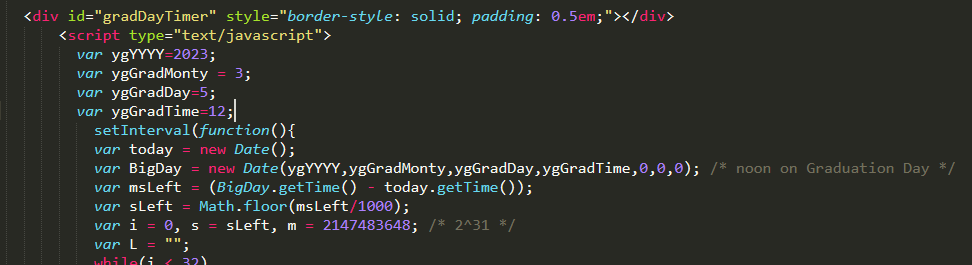 <div id="gradDayTimer" style="border-style: solid; padding: 0.5em;"></div>
<script type="text/javascript">
var ygYYYY=2023;
var ygGradMonty = 3;
var ygGradDay=5;
var ygGradTime=12;
setInterval(function(){
var today = new Date();
var BigDay = new Date(ygYYYY,ygGradMonty,ygGradDay,ygGradTime,0,0,0); /* noon on Graduation Day */
var msLeft = (BigDay.getTime() - today.getTime());
var sLeft = Math.floor(msLeft/1000);
var i = 0, s = sLeft, m = 2147483648; /* 2^31 */
var L = "";
while(i < 32)